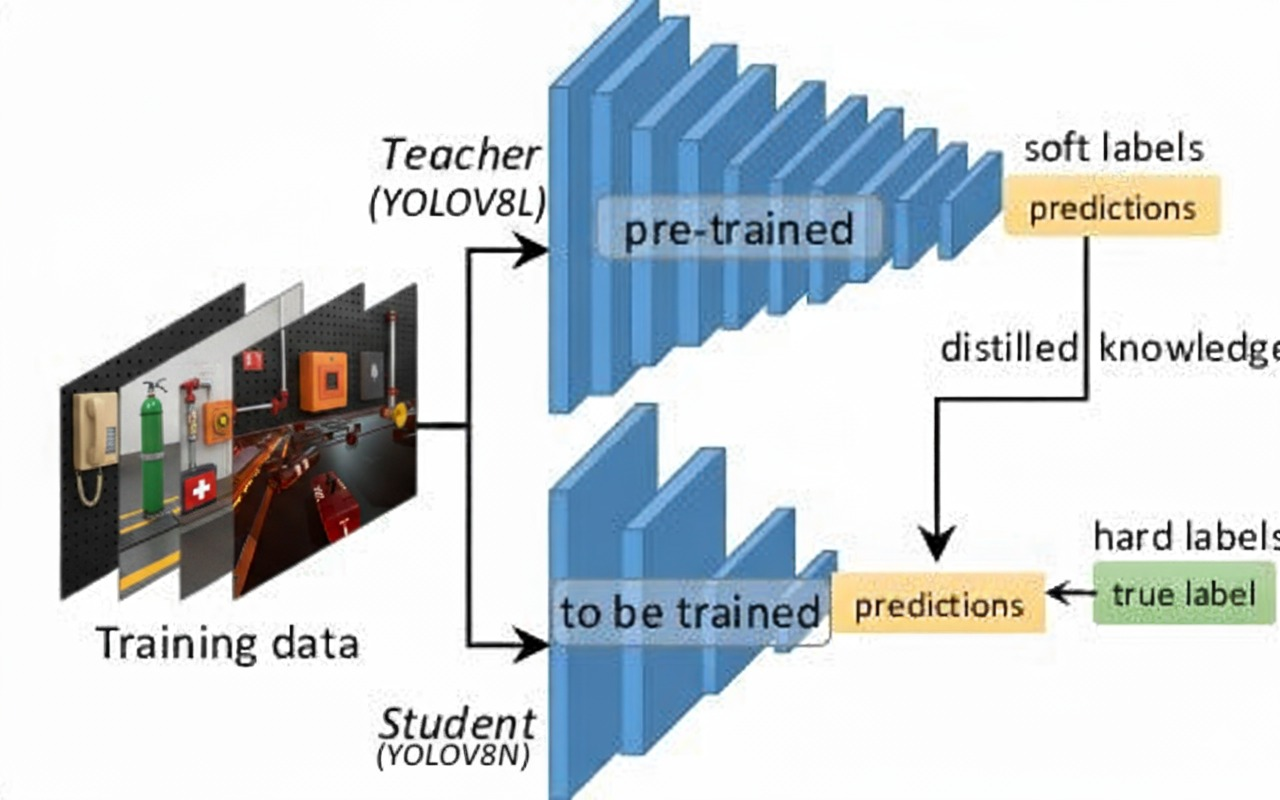 Teacher
(YOLOV8L)
pre-trained
soft labels
predictions
distilled knowledge
Training data
to be trained
predictions
hard labels
true label
Student
(YOLOV8N)